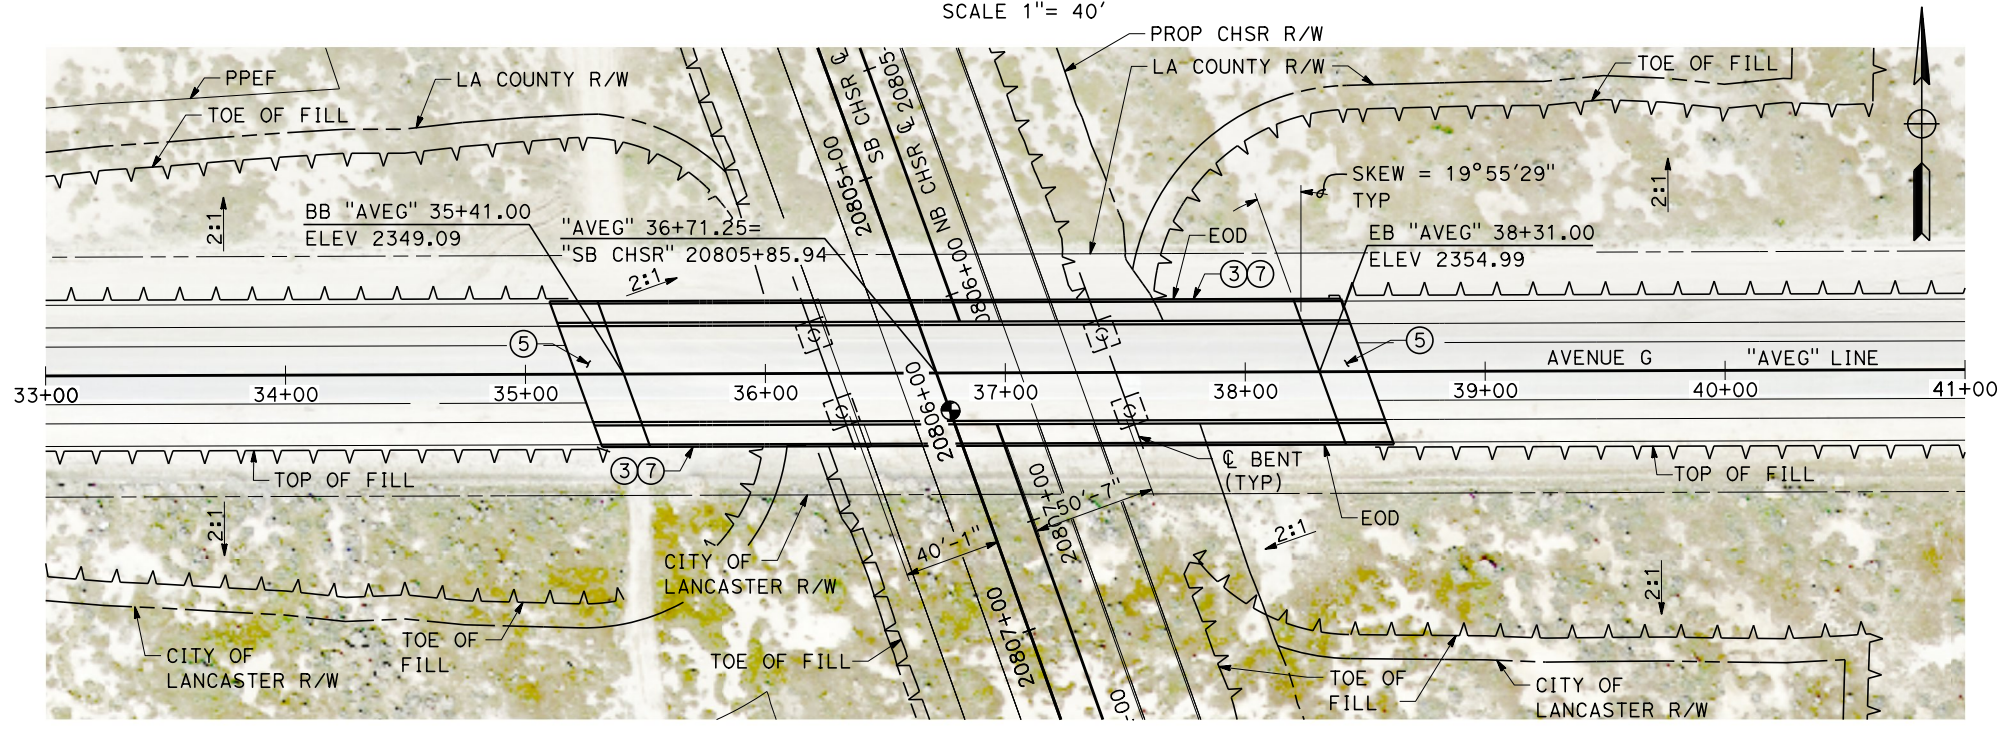 SCALE 1"= 40'
PROP CHSR R/W
LA COUNTY R/W
TOE OF FILL
PPEF
LA COUNTY R/W
TOE OF FILL
SB CHSR ℄
NB CHSR ℄ 20805
20805+00
20806+00
SKEW = 19°55'29"
TYP
2:1
2:1
BB "AVEG" 35+41.00
ELEV 2349.09
"AVEG" 36+71.25=
"SB CHSR" 20805+85.94
2:1
EOD
3 7
EB "AVEG" 38+31.00
ELEV 2354.99
5
5
AVENUE G
"AVEG" LINE
33+00
34+00
35+00
36+00
37+00
38+00
39+00
40+00
41+00
20806+00
TOP OF FILL
3 7
℄ BENT
(TYP)
TOP OF FILL
20807+00
50'-7"
40'-1"
EOD
2:1
2:1
2:1
CITY OF
LANCASTER R/W
20807+00
CITY OF
LANCASTER R/W
TOE OF
FILL
TOE OF FILL
TOE OF
FILL
CITY OF
LANCASTER R/W